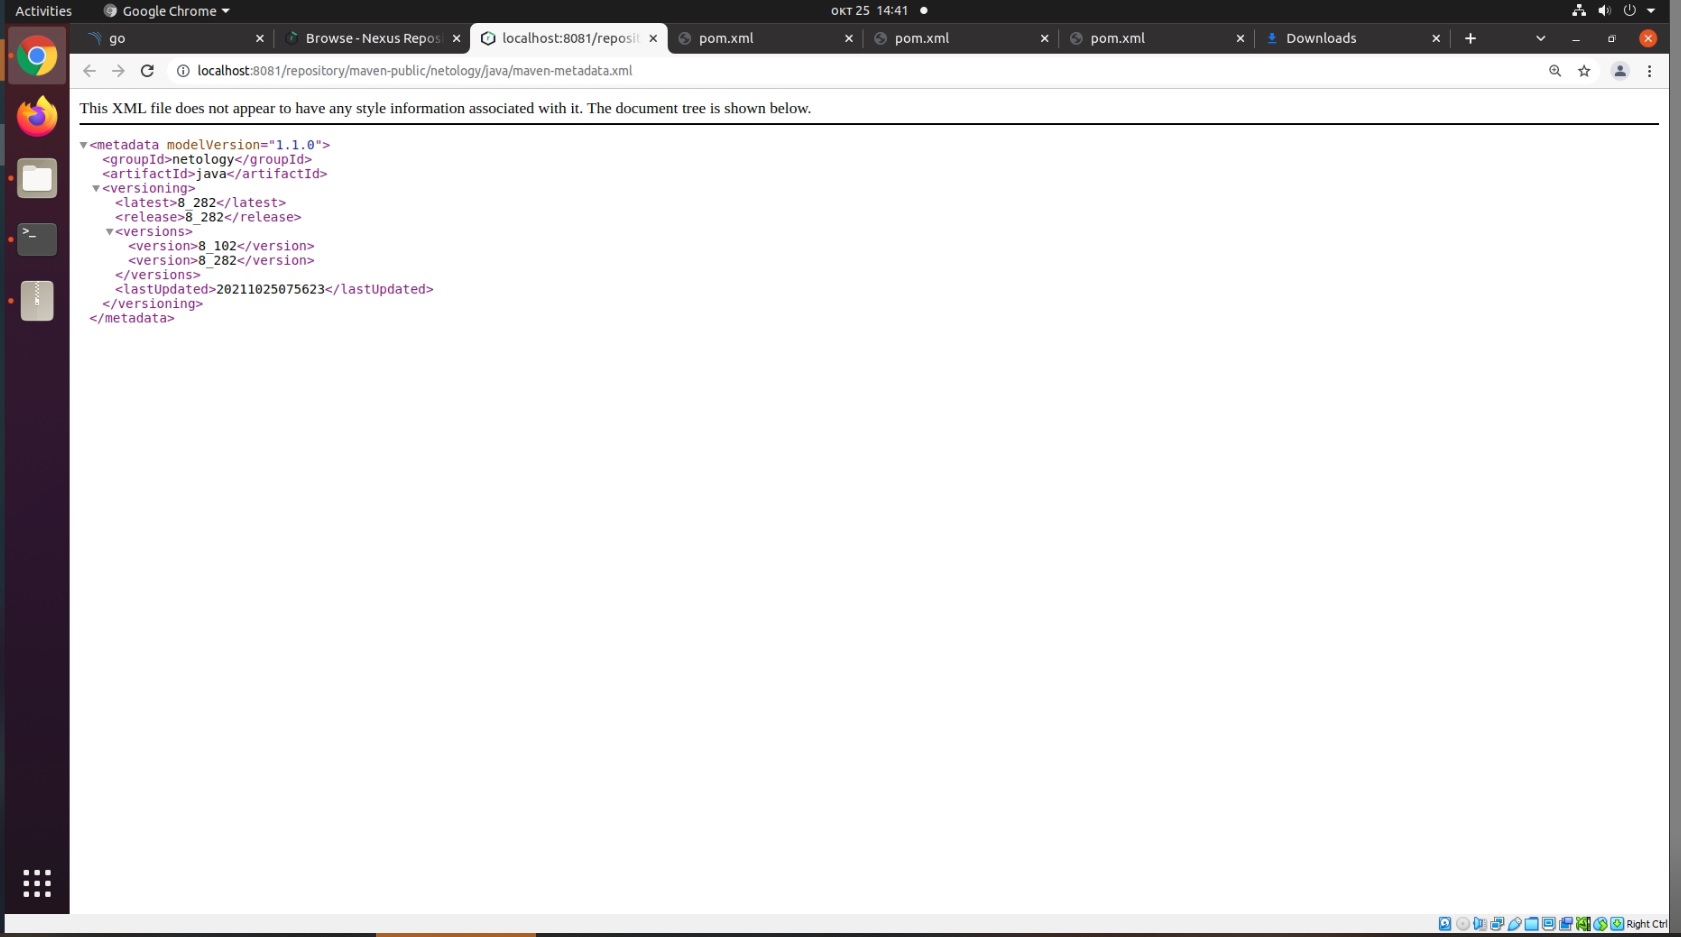 Activities
Google Chrome
окт 25 14:41
go
Browse - Nexus Reposi
localhost:8081/reposit
pom.xml
pom.xml
pom.xml
Downloads
localhost:8081/repository/maven-public/netology/java/maven-metadata.xml
This XML file does not appear to have any style information associated with it. The document tree is shown below.
<metadata modelVersion="1.1.0">
<groupId>netology</groupId>
<artifactId>java</artifactId>
<versioning>
<latest>8_282</latest>
<release>8_282</release>
<versions>
<version>8_102</version>
<version>8_282</version>
</versions>
<lastUpdated>20211025075623</lastUpdated>
</versioning>
</metadata>
Right Ctrl